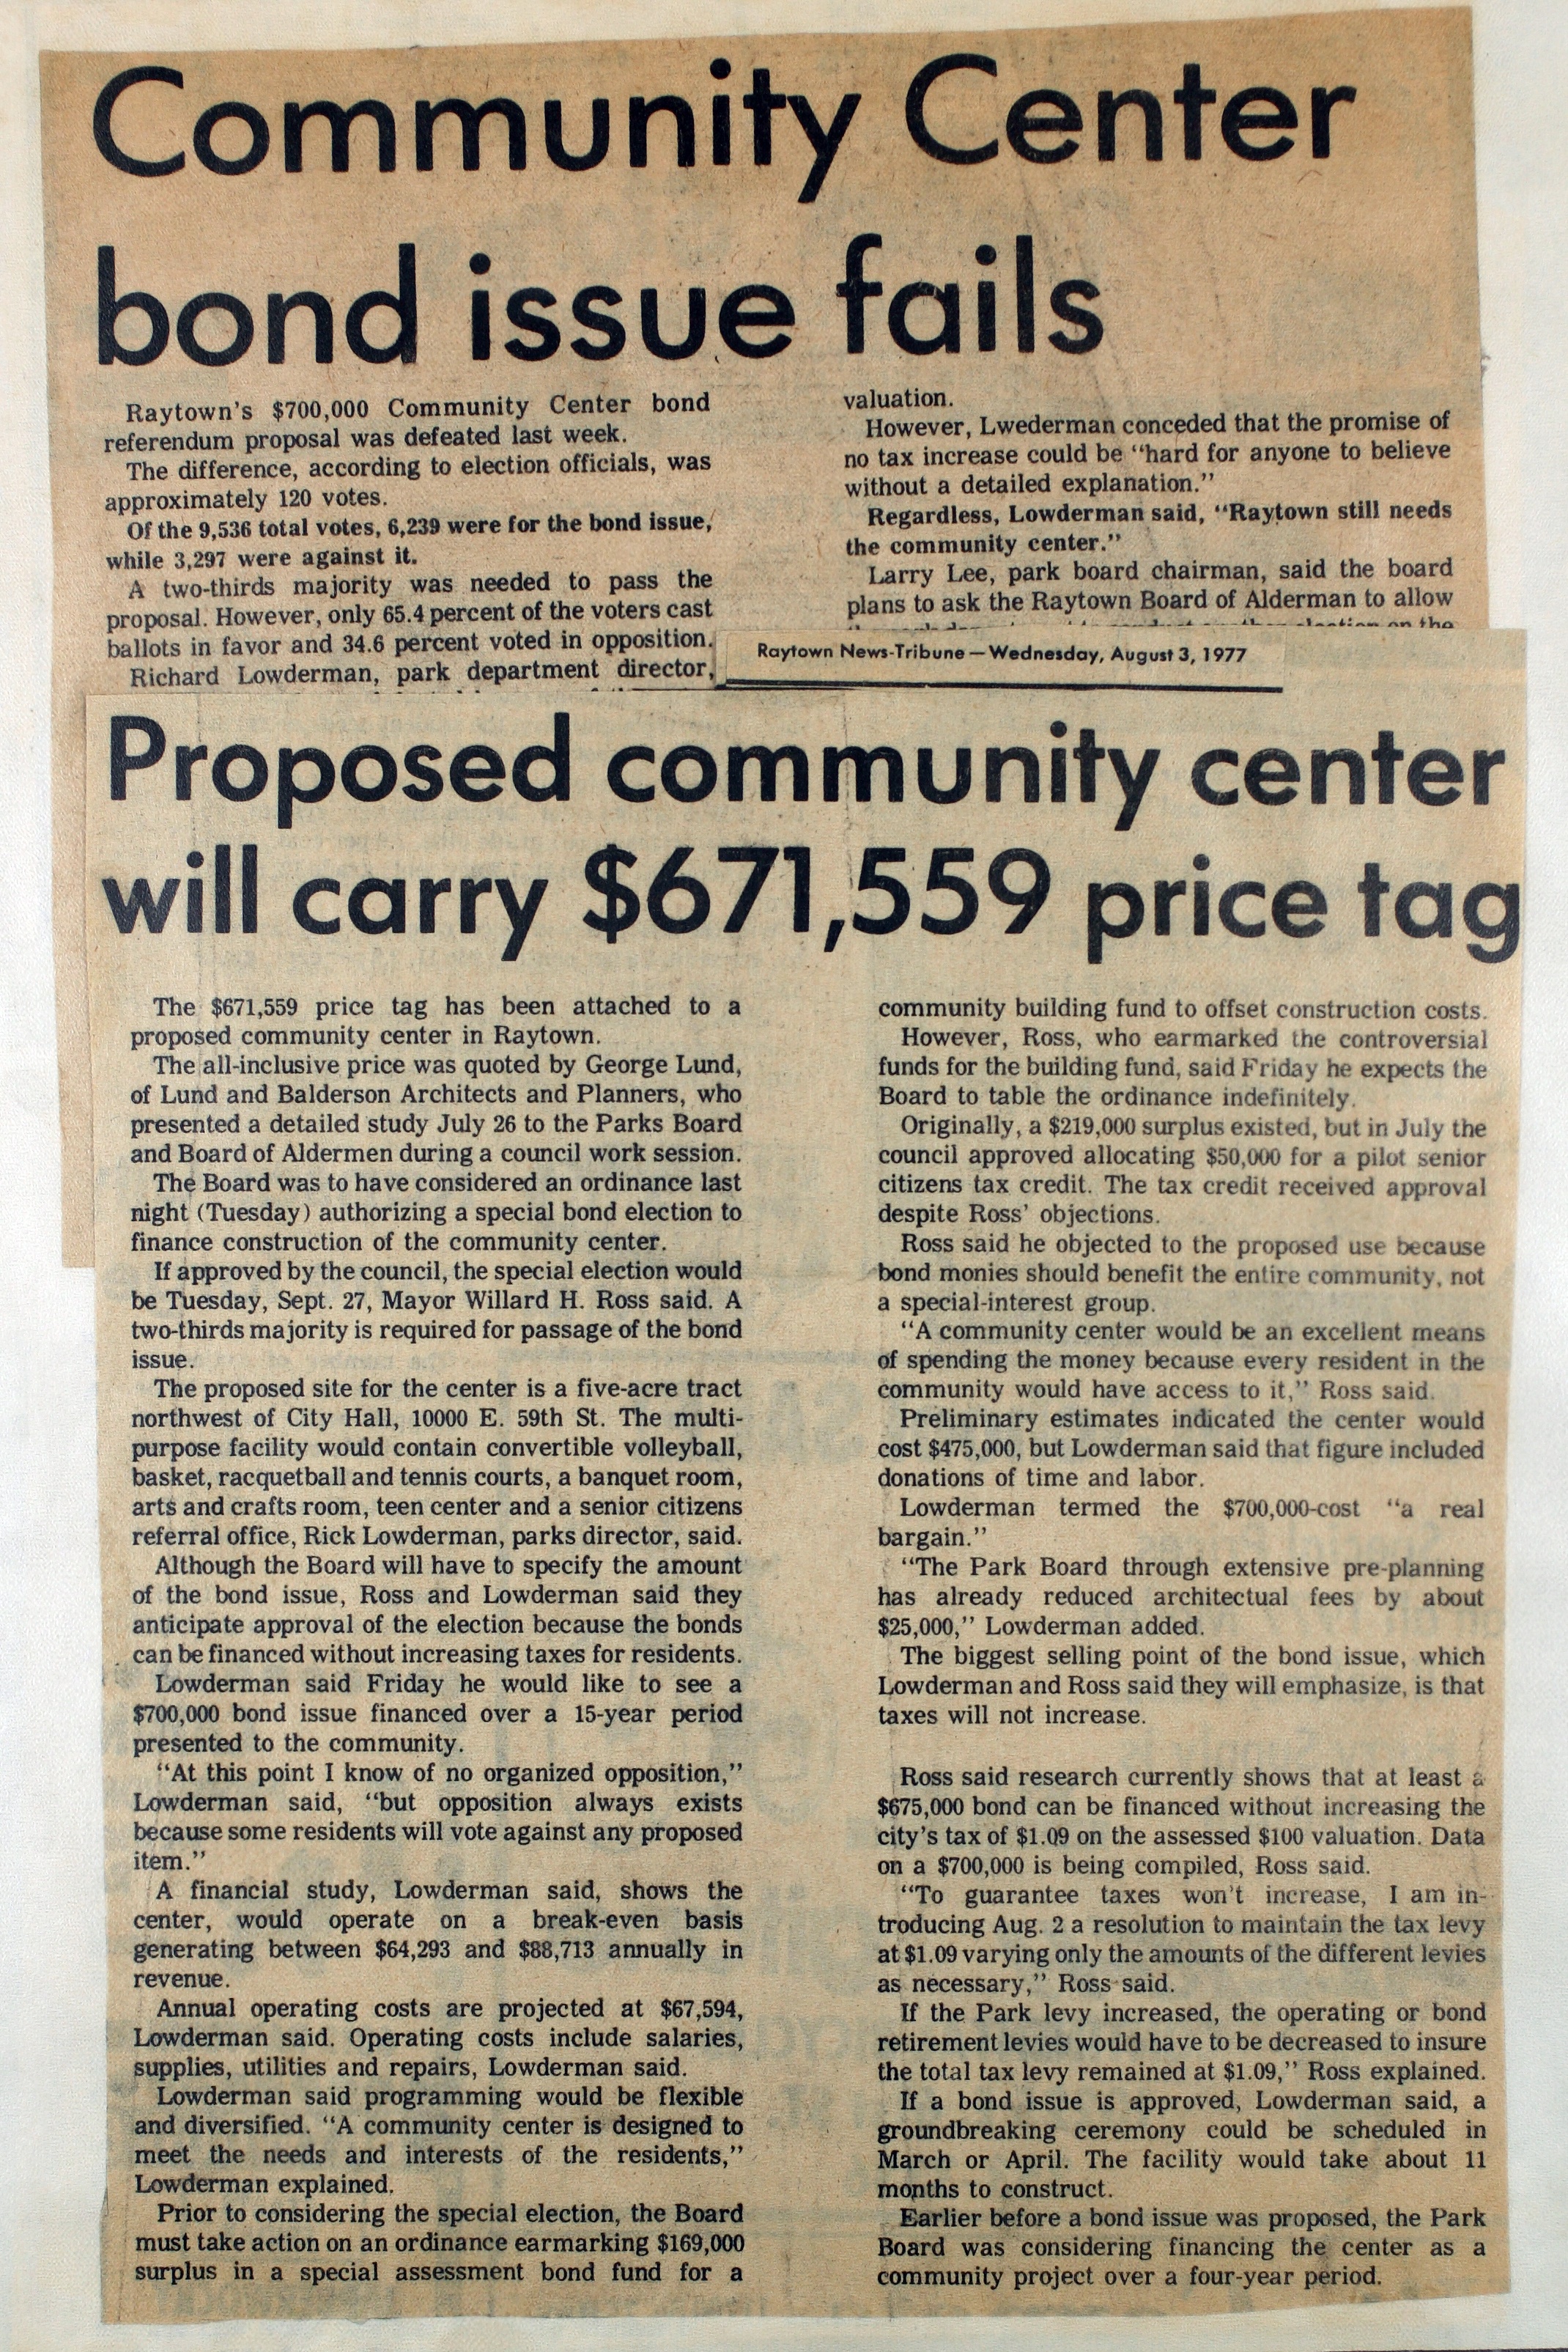 Community Center
bond issue fails
Raytown's $700,000 Community Center bond
referendum proposal was defeated last week.
The difference, according to election officials, was
approximately 120 votes.
Of the 9,536 total votes, 6,239 were for the bond issue,
while 3,297 were against it.
A two-thirds majority was needed to pass the
proposal. However, only 65.4 percent of the voters cast
ballots in favor and 34.6 percent voted in opposition.
Richard Lowderman, park department director,
valuation.
However, Lwederman conceded that the promise of
no tax increase could be "hard for anyone to believe
without a detailed explanation."
Regardless, Lowderman said, "Raytown still needs
the community center."
Larry Lee, park board chairman, said the board
plans to ask the Raytown Board of Alderman to allow
Raytown News-Tribune — Wednesday, August 3, 1977
Proposed community center
will carry $671,559 price tag
The $671,559 price tag has been attached to a
proposed community center in Raytown.
The all-inclusive price was quoted by George Lund,
of Lund and Balderson Architects and Planners, who
presented a detailed study July 26 to the Parks Board
and Board of Aldermen during a council work session.
The Board was to have considered an ordinance last
night (Tuesday) authorizing a special bond election to
finance construction of the community center.
If approved by the council, the special election would
be Tuesday, Sept. 27, Mayor Willard H. Ross said. A
two-thirds majority is required for passage of the bond
issue.
The proposed site for the center is a five-acre tract
northwest of City Hall, 10000 E. 59th St. The multi-
purpose facility would contain convertible volleyball,
basket, racquetball and tennis courts, a banquet room,
arts and crafts room, teen center and a senior citizens
referral office, Rick Lowderman, parks director, said.
Although the Board will have to specify the amount
of the bond issue, Ross and Lowderman said they
anticipate approval of the election because the bonds
can be financed without increasing taxes for residents.
Lowderman said Friday he would like to see a
$700,000 bond issue financed over a 15-year period
presented to the community.
"At this point I know of no organized opposition,"
Lowderman said, "but opposition always exists
because some residents will vote against any proposed
item."
A financial study, Lowderman said, shows the
center, would operate on a break-even basis
generating between $64,293 and $88,713 annually in
revenue.
Annual operating costs are projected at $67,594,
Lowderman said. Operating costs include salaries,
supplies, utilities and repairs, Lowderman said.
Lowderman said programming would be flexible
and diversified. "A community center is designed to
meet the needs and interests of the residents,"
Lowderman explained.
Prior to considering the special election, the Board
must take action on an ordinance earmarking $169,000
surplus in a special assessment bond fund for a
community building fund to offset construction costs.
However, Ross, who earmarked the controversial
funds for the building fund, said Friday he expects the
Board to table the ordinance indefinitely.
Originally, a $219,000 surplus existed, but in July the
council approved allocating $50,000 for a pilot senior
citizens tax credit. The tax credit received approval
despite Ross' objections.
Ross said he objected to the proposed use because
bond monies should benefit the entire community, not
a special-interest group.
"A community center would be an excellent means
of spending the money because every resident in the
community would have access to it," Ross said.
Preliminary estimates indicated the center would
cost $475,000, but Lowderman said that figure included
donations of time and labor.
Lowderman termed the $700,000-cost "a real
bargain."
"The Park Board through extensive pre-planning
has already reduced architectual fees by about
$25,000," Lowderman added.
The biggest selling point of the bond issue, which
Lowderman and Ross said they will emphasize, is that
taxes will not increase.
Ross said research currently shows that at least a
$675,000 bond can be financed without increasing the
city's tax of $1.09 on the assessed $100 valuation. Data
on a $700,000 is being compiled, Ross said.
"To guarantee taxes won't increase, I am in-
troducing Aug. 2 a resolution to maintain the tax levy
at $1.09 varying only the amounts of the different levies
as necessary," Ross said.
If the Park levy increased, the operating or bond
retirement levies would have to be decreased to insure
the total tax levy remained at $1.09," Ross explained.
If a bond issue is approved, Lowderman said, a
groundbreaking ceremony could be scheduled in
March or April. The facility would take about 11
months to construct.
Earlier before a bond issue was proposed, the Park
Board was considering financing the center as a
community project over a four-year period.